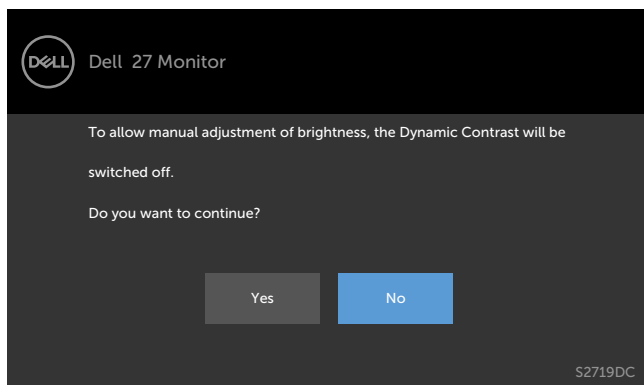 DELL
Dell 27 Monitor
To allow manual adjustment of brightness, the Dynamic Contrast will be
switched off.
Do you want to continue?
Yes No
S2719DC